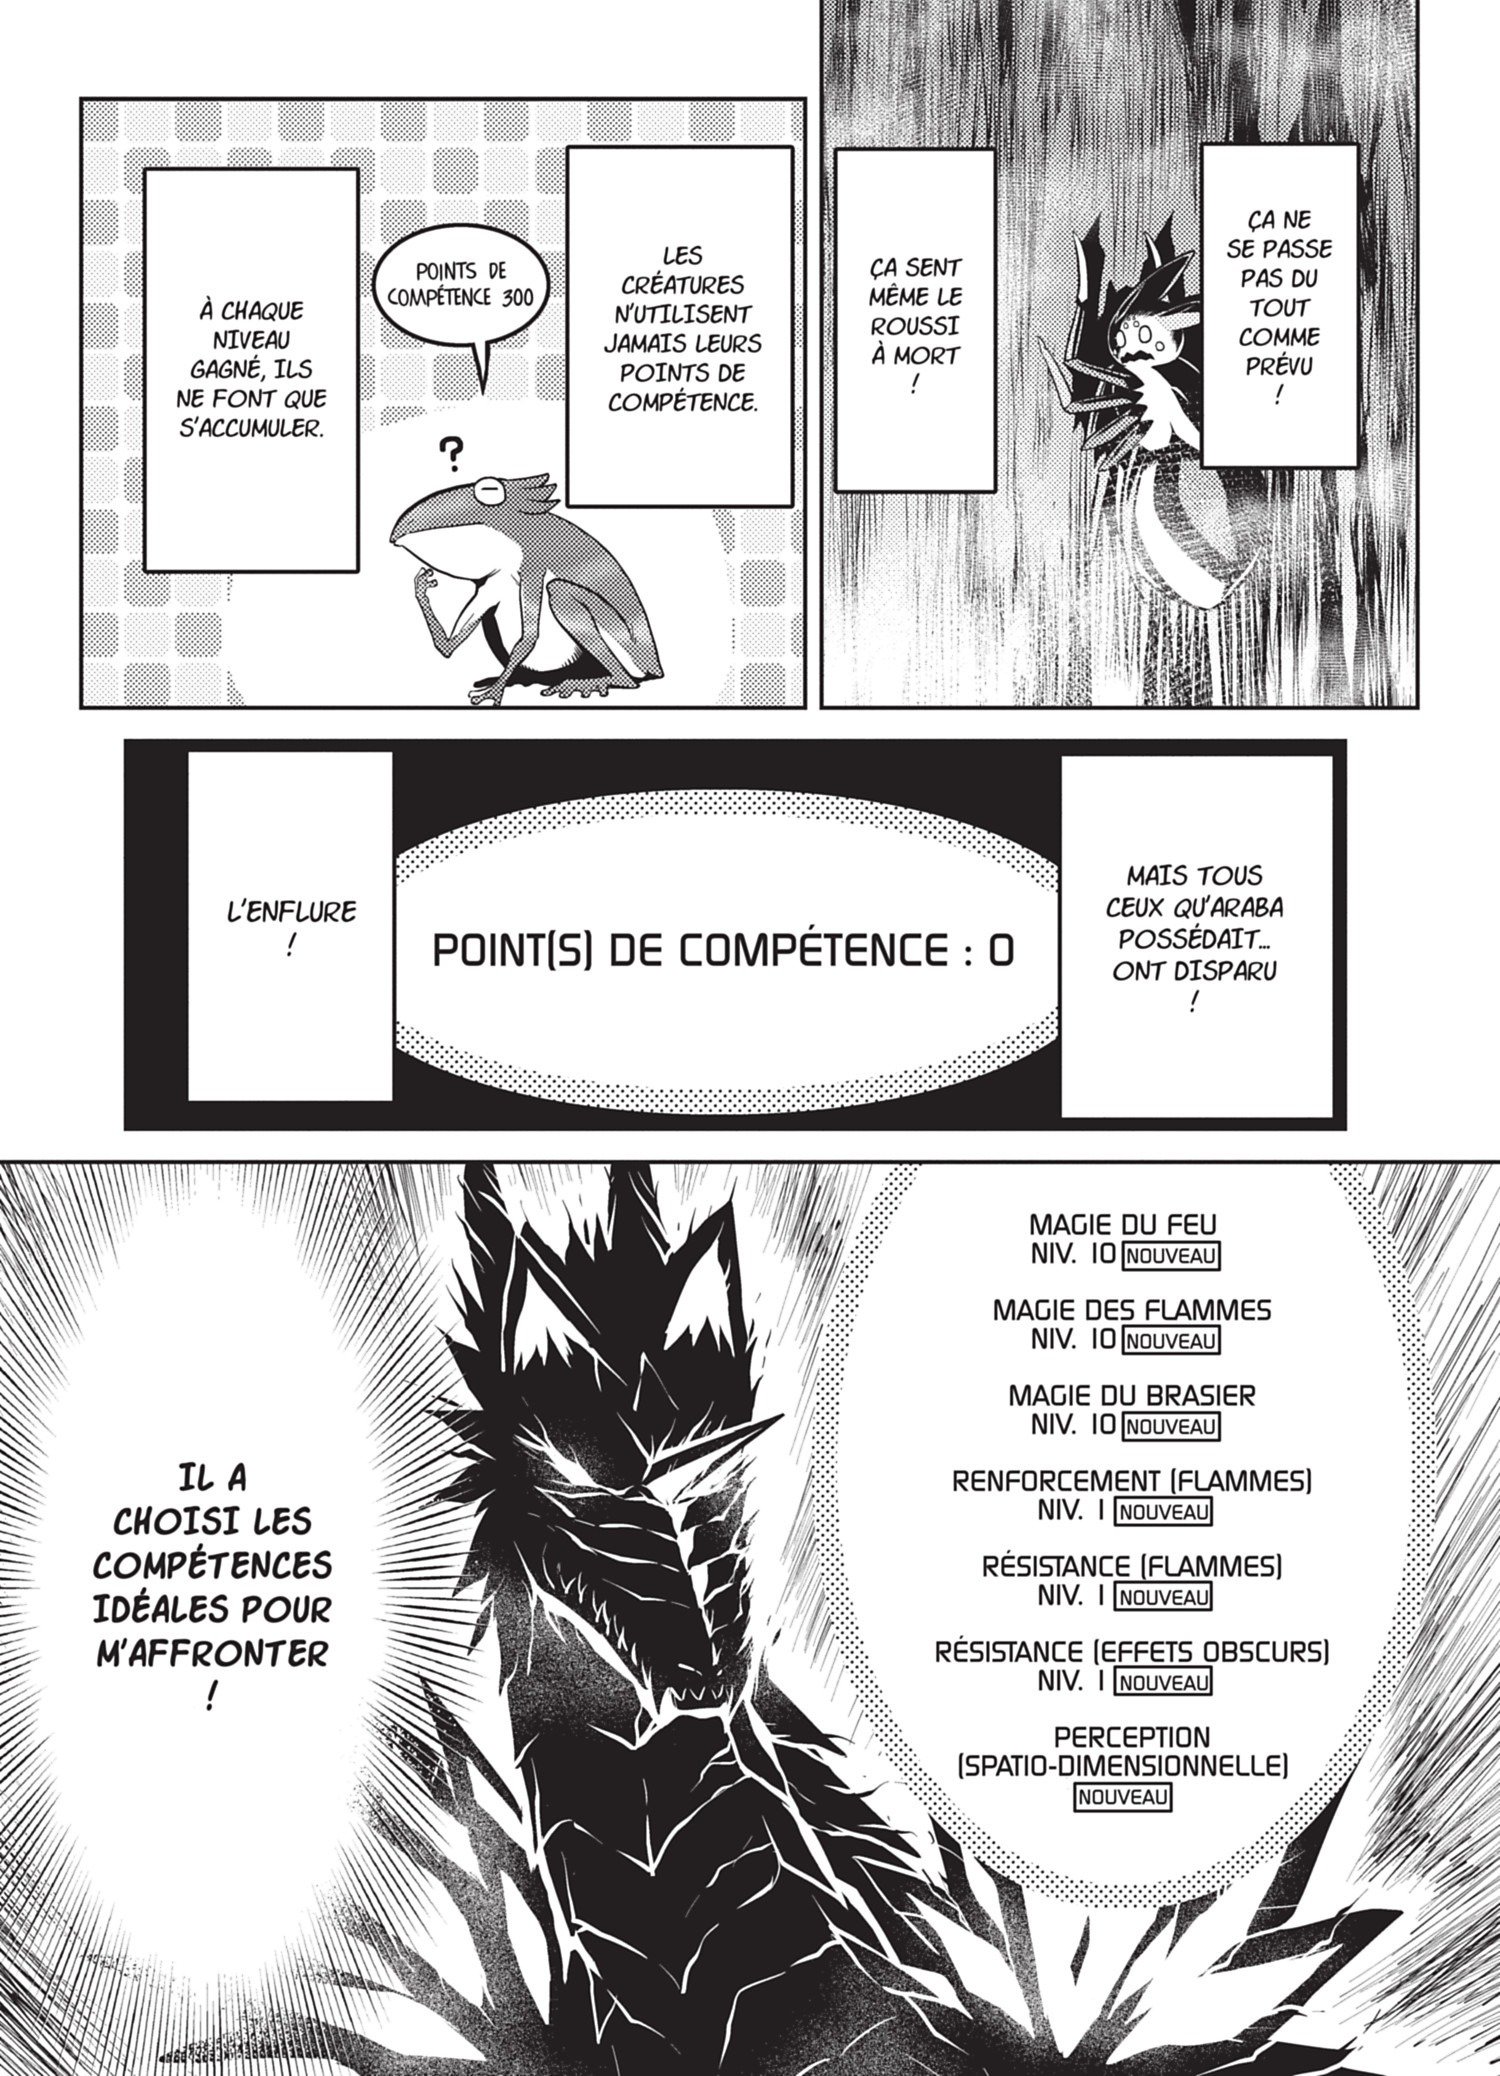 ÇA NE
SE PASSE
PAS DU
TOUT
COMME
PRÉVU
!
ÇA SENT
MÊME LE
ROUSSI
À MORT
!
LES
CRÉATURES
N'UTILISENT
JAMAIS LEURS
POINTS DE
COMPÉTENCE.
POINTS DE
COMPÉTENCE 300
?
À CHAQUE
NIVEAU
GAGNÉ, ILS
NE FONT QUE
S'ACCUMULER.
MAIS TOUS
CEUX QU'ARABA
POSSÉDAIT...
ONT DISPARU
!
POINT(S) DE COMPÉTENCE : 0
L'ENFLURE
!
MAGIE DU FEU
NIV. 10 NOUVEAU
MAGIE DES FLAMMES
NIV. 10 NOUVEAU
MAGIE DU BRASIER
NIV. 10 NOUVEAU
RENFORCEMENT (FLAMMES)
NIV. 1 NOUVEAU
RÉSISTANCE (FLAMMES)
NIV. 1 NOUVEAU
RÉSISTANCE (EFFETS OBSCURS)
NIV. 1 NOUVEAU
PERCEPTION
(SPATIO-DIMENSIONNELLE)
NOUVEAU
IL A
CHOISI LES
COMPÉTENCES
IDÉALES POUR
M'AFFRONTER
!